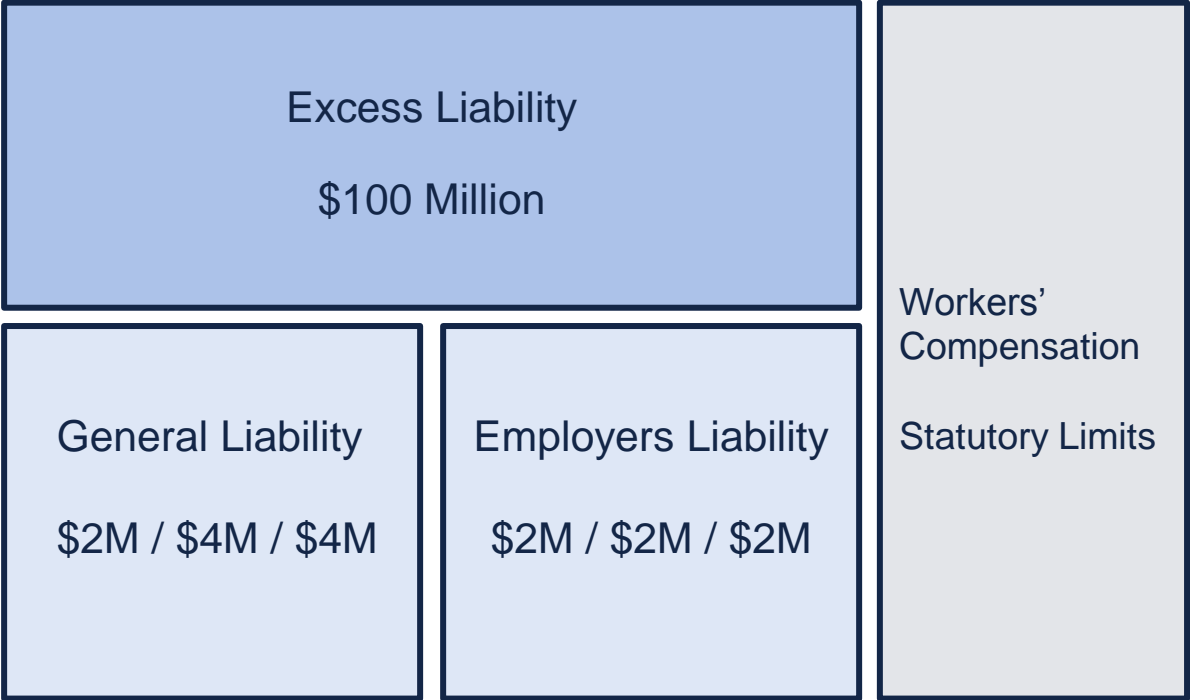 Excess Liability
$100 Million
General Liability
$2M / $4M / $4M
Employers Liability
$2M / $2M / $2M
Workers’
Compensation
Statutory Limits